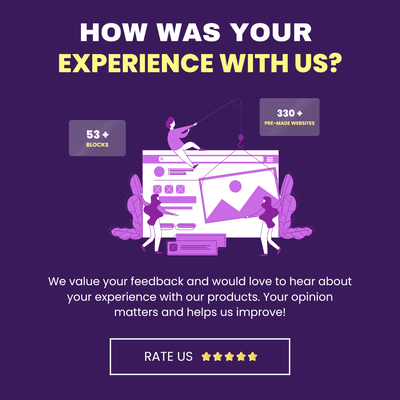 HOW WAS YOUR
EXPERIENCE WITH US?
330 +
PRE-MADE WEBSITES
53 +
BLOCKS
We value your feedback and would love to hear about
your experience with our products. Your opinion
matters and helps us improve!
RATE US